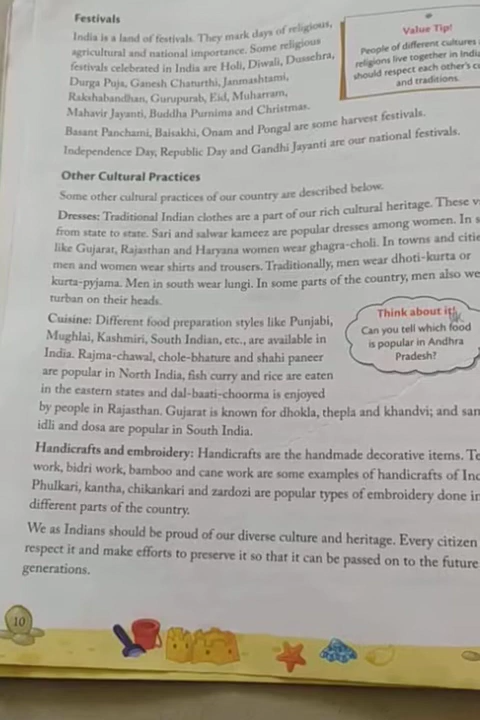 Festivals
India is a land of festivals. They mark days of religious,
agricultural and national importance. Some religious
festivals celebrated in India are Holi, Diwali, Dussehra,
Durga Puja, Ganesh Chaturthi, Janmashtami,
Rakshabandhan, Gurupurab, Eid, Muharram,
Mahavir Jayanti, Buddha Purnima and Christmas.
Value Tip!
People of different cultures
religions live together in
should respect each other's
and traditions.
Basant Panchami, Baisakhi, Onam and Pongal are some harvest festivals.
Independence Day, Republic Day and Gandhi Jayanti are our national festivals.
Other Cultural Practices
Some other cultural practices of our country are described below.
Dresses: Traditional Indian clothes are a part of our rich cultural heritage. These
from state to state. Sari and salwar kameez are popular dresses among women. In
like Gujarat, Rajasthan and Haryana women wear ghagra-choli. In towns and
men and women wear shirts and trousers. Traditionally, men wear dhoti-kurta or
kurta-pyjama. Men in south wear lungi. In some parts of the country, men also
turban on their heads.
Cuisine: Different food preparation styles like Punjabi,
Mughlai, Kashmiri, South Indian, etc., are available in
India. Rajma-chawal, chole-bhature and shahi paneer
are popular in North India, fish curry and rice are eaten
in the eastern states and dal-baati-choorma is enjoyed
by people in Rajasthan. Gujarat is known for dhokla, thepla and khandvi; and
idli and dosa are popular in South India.
Think about it!
Can you tell which food
is popular in Andhra
Pradesh?
Handicrafts and embroidery: Handicrafts are the handmade decorative items.
work, bidri work, bamboo and cane work are some examples of handicrafts of
Phulkari, kantha, chikankari and zardozi are popular types of embroidery done in
different parts of the country.
We as Indians should be proud of our diverse culture and heritage. Every citizen
respect it and make efforts to preserve it so that it can be passed on to the future
generations.
10